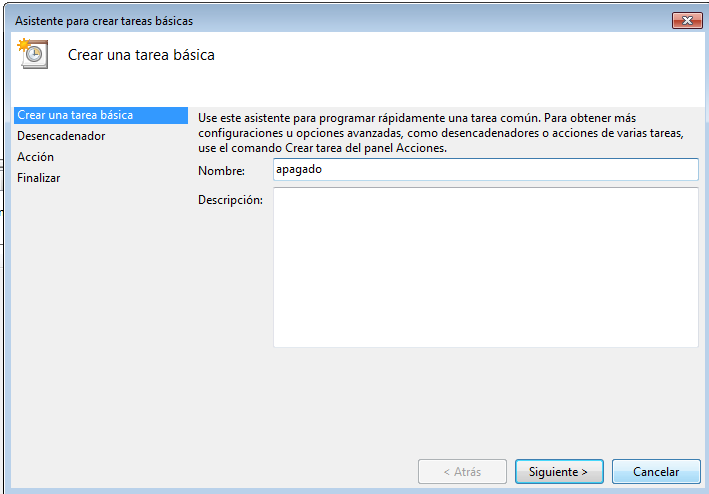 Asistente para crear tareas básicas
Crear una tarea básica
Crear una tarea básica
Desencadenador
Acción
Finalizar
Use este asistente para programar rápidamente una tarea común. Para obtener más
configuraciones u opciones avanzadas, como desencadenadores o acciones de varias tareas,
use el comando Crear tarea del panel Acciones.
Nombre: apagado
Descripción:
< Atrás Siguiente > Cancelar